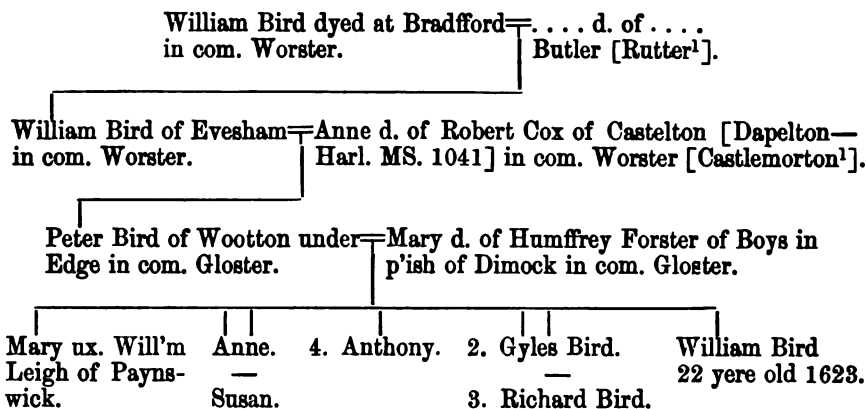 William Bird dyed at Bradfford=. . . . d. of . . . .
in com. Worster. Butler [Rutter¹].
William Bird of Evesham=Anne d. of Robert Cox of Castelton [Dapelton—
in com. Worster. Harl. MS. 1041] in com. Worster [Castlemorton¹].
Peter Bird of Wootton under=Mary d. of Humffrey Forster of Boys in
Edge in com. Gloster. p'ish of Dimock in com. Gloster.
Mary ux. Will'm Anne. 4. Anthony. 2. Gyles Bird. William Bird
Leigh of Payns- — — 22 yere old 1623.
wick. Susan. 3. Richard Bird.